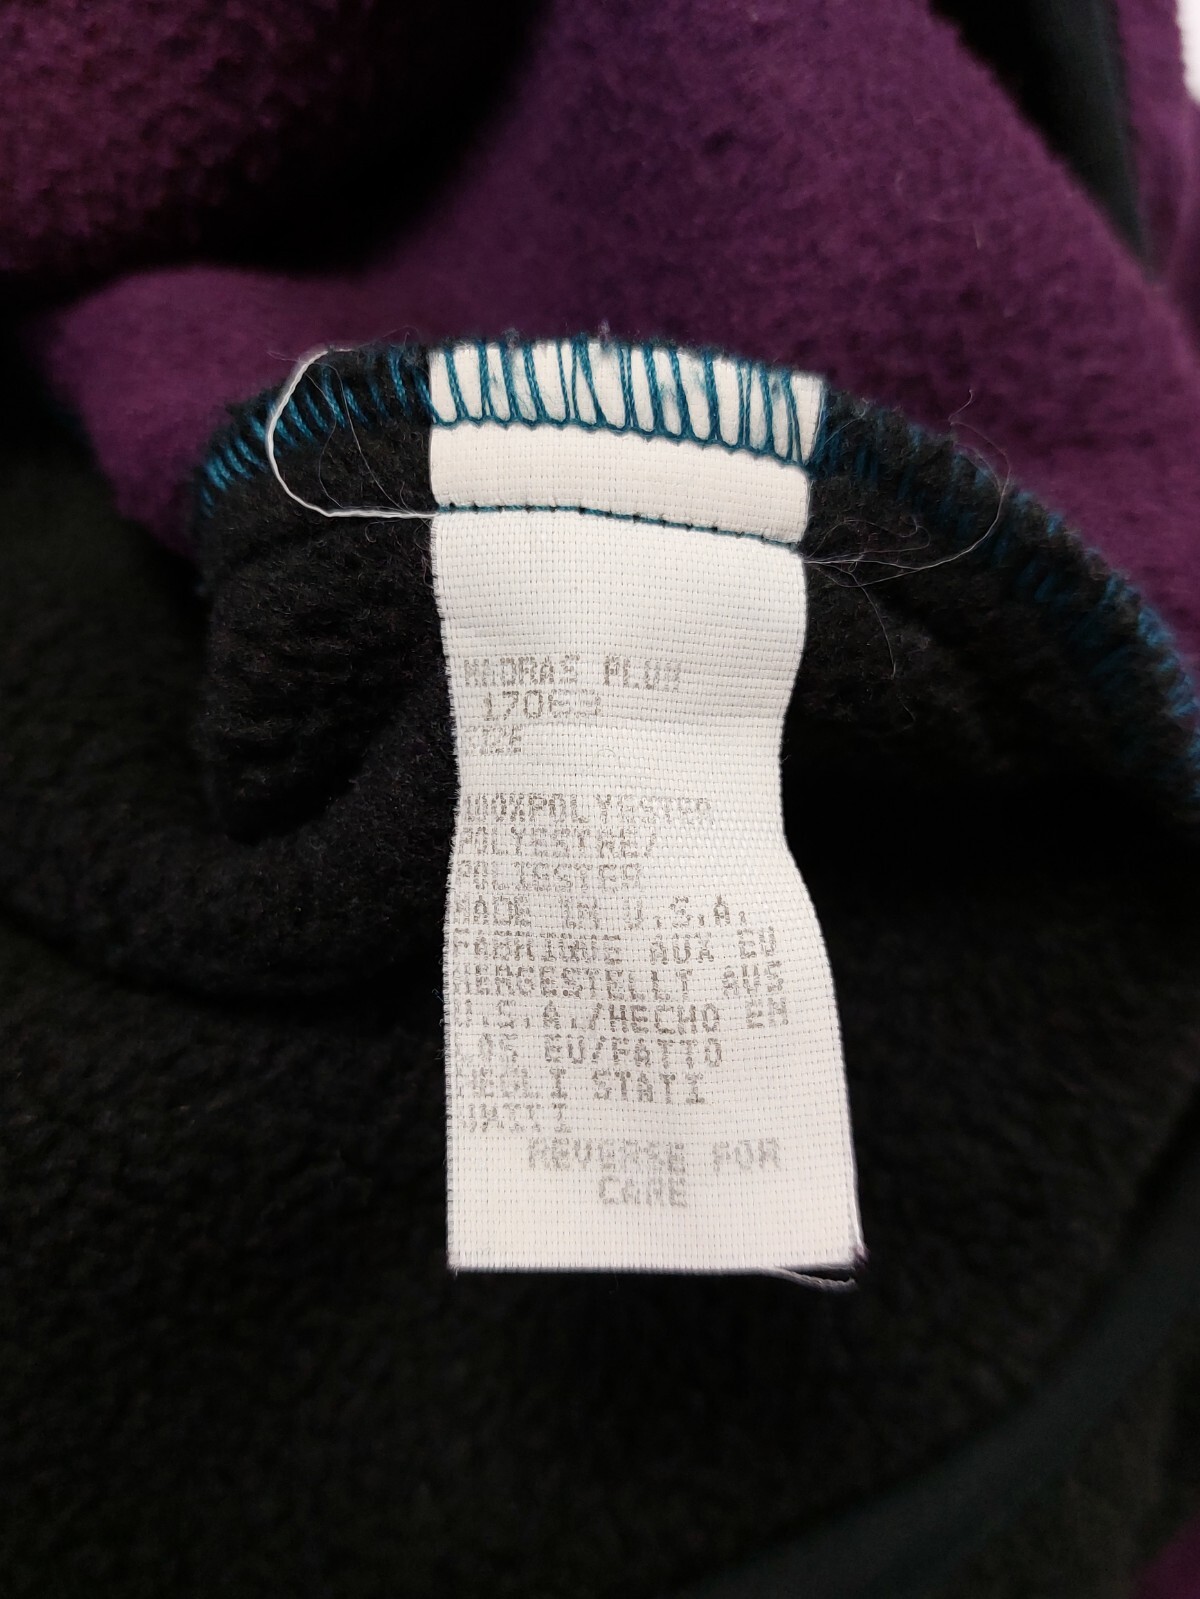 MADRAS PLUM
17063
SIZE
100%POLYESTER
POLYESTRE/
POLIESTER
MADE IN U.S.A.
FABRIQUE AUX EU
HERGESTELLT AUS
U.S.A./HECHO EN
LOS EU/FATTO
NEGLI STATI
UNITI
REVERSE FOR
CARE